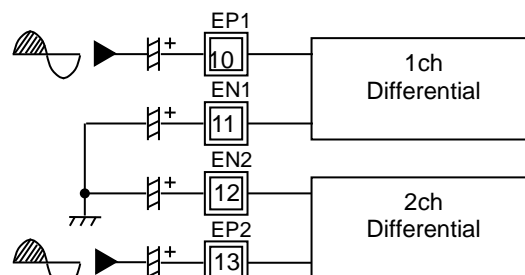 EP1
+
10
1ch
Differential
EN1
+
11
EN2
+
12
2ch
Differential
EP2
+
13